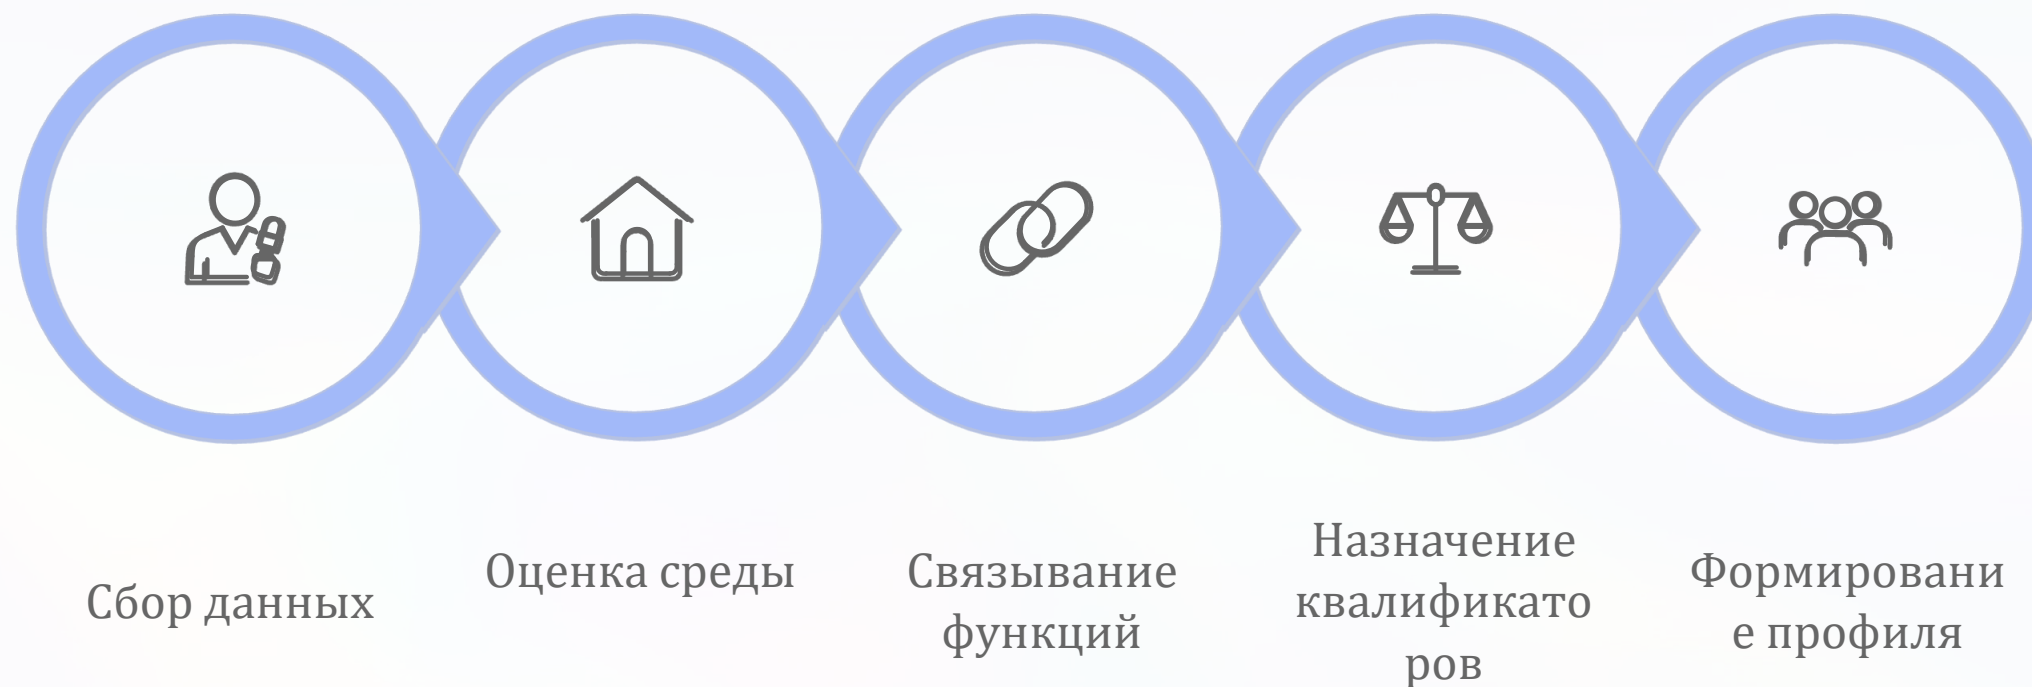 Сбор данных
Оценка среды
Связывание
функций
Назначение
квалификато
ров
Формировани
е профиля